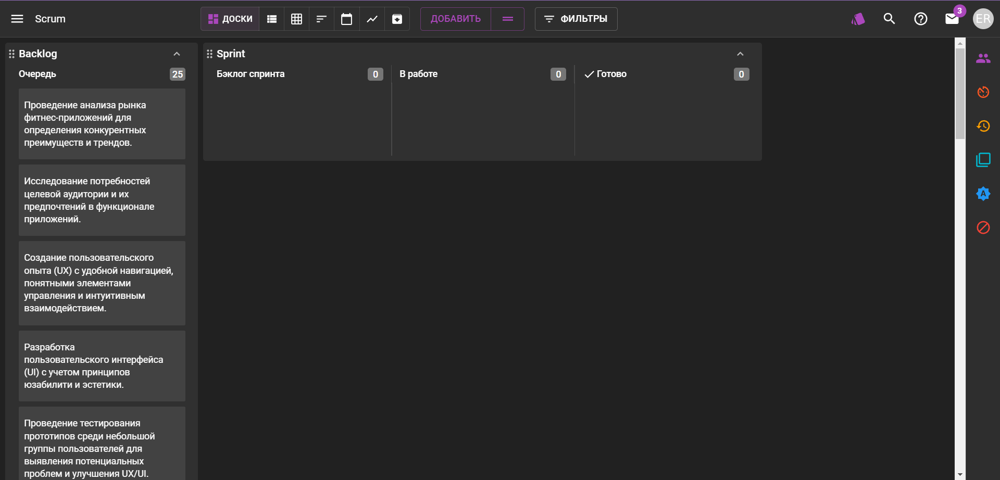 Scrum
ДОСКИ
ДОБАВИТЬ
ФИЛЬТРЫ
3
ER
Backlog
Очередь
25
Проведение анализа рынка
фитнес-приложений для
определения конкурентных
преимуществ и трендов.
Исследование потребностей
целевой аудитории и их
предпочтений в функционале
приложений.
Создание пользовательского
опыта (UX) с удобной навигацией,
понятными элементами
управления и интуитивным
взаимодействием.
Разработка
пользовательского интерфейса
(UI) с учетом принципов
юзабилити и эстетики.
Проведение тестирования
прототипов среди небольшой
группы пользователей для
выявления потенциальных
проблем и улучшения UX/UI.
Sprint
Бэклог спринта
0
В работе
0
Готово
0
A